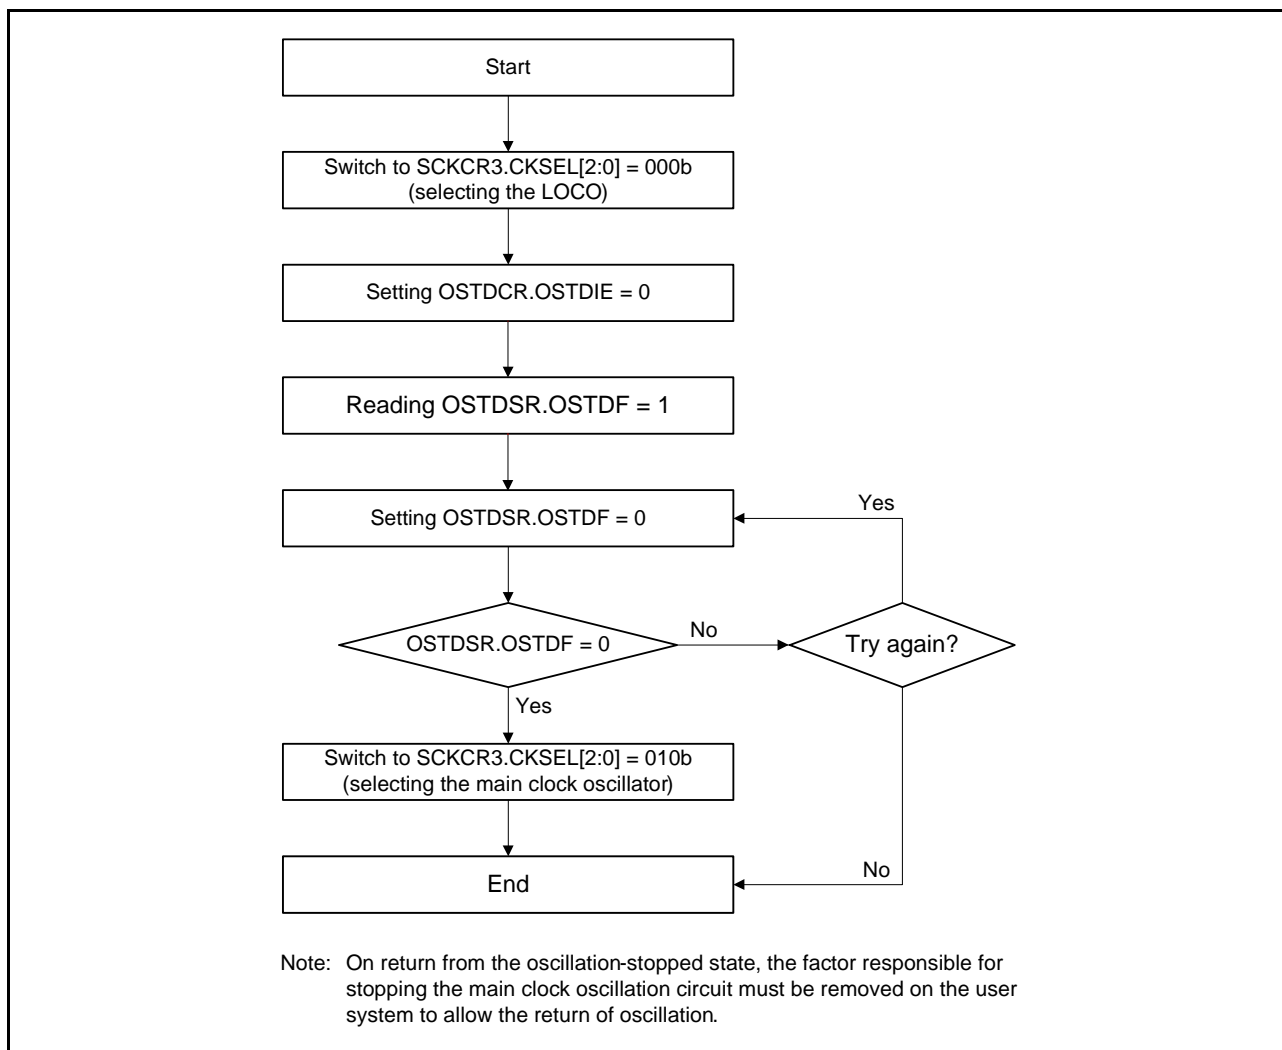 Start
Switch to SCKCR3.CKSEL[2:0] = 000b
(selecting the LOCO)
Setting OSTDCR.OSTDIE = 0
Reading OSTDSR.OSTDF = 1
Setting OSTDSR.OSTDF = 0
Yes
OSTDSR.OSTDF = 0
No
Try again?
Yes
Switch to SCKCR3.CKSEL[2:0] = 010b
(selecting the main clock oscillator)
End
No
Note: On return from the oscillation-stopped state, the factor responsible for
stopping the main clock oscillation circuit must be removed on the user
system to allow the return of oscillation.